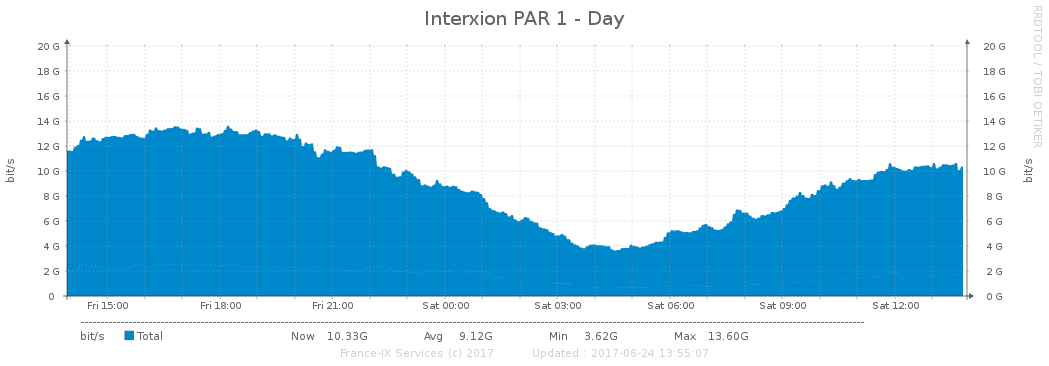 Interxion PAR 1 - Day
RRDTOOL / TOBI OETIKER
bit/s
20 G
18 G
16 G
14 G
12 G
10 G
8 G
6 G
4 G
2 G
0
20 G
18 G
16 G
14 G
12 G
10 G
8 G
6 G
4 G
2 G
0 G
bit/s
Fri 15:00 Fri 18:00 Fri 21:00 Sat 00:00 Sat 03:00 Sat 06:00 Sat 09:00 Sat 12:00
bit/s Total Now 10.33G Avg 9.12G Min 3.62G Max 13.60G
France-IX Services (c) 2017 Updated : 2017-06-24 13:55:07